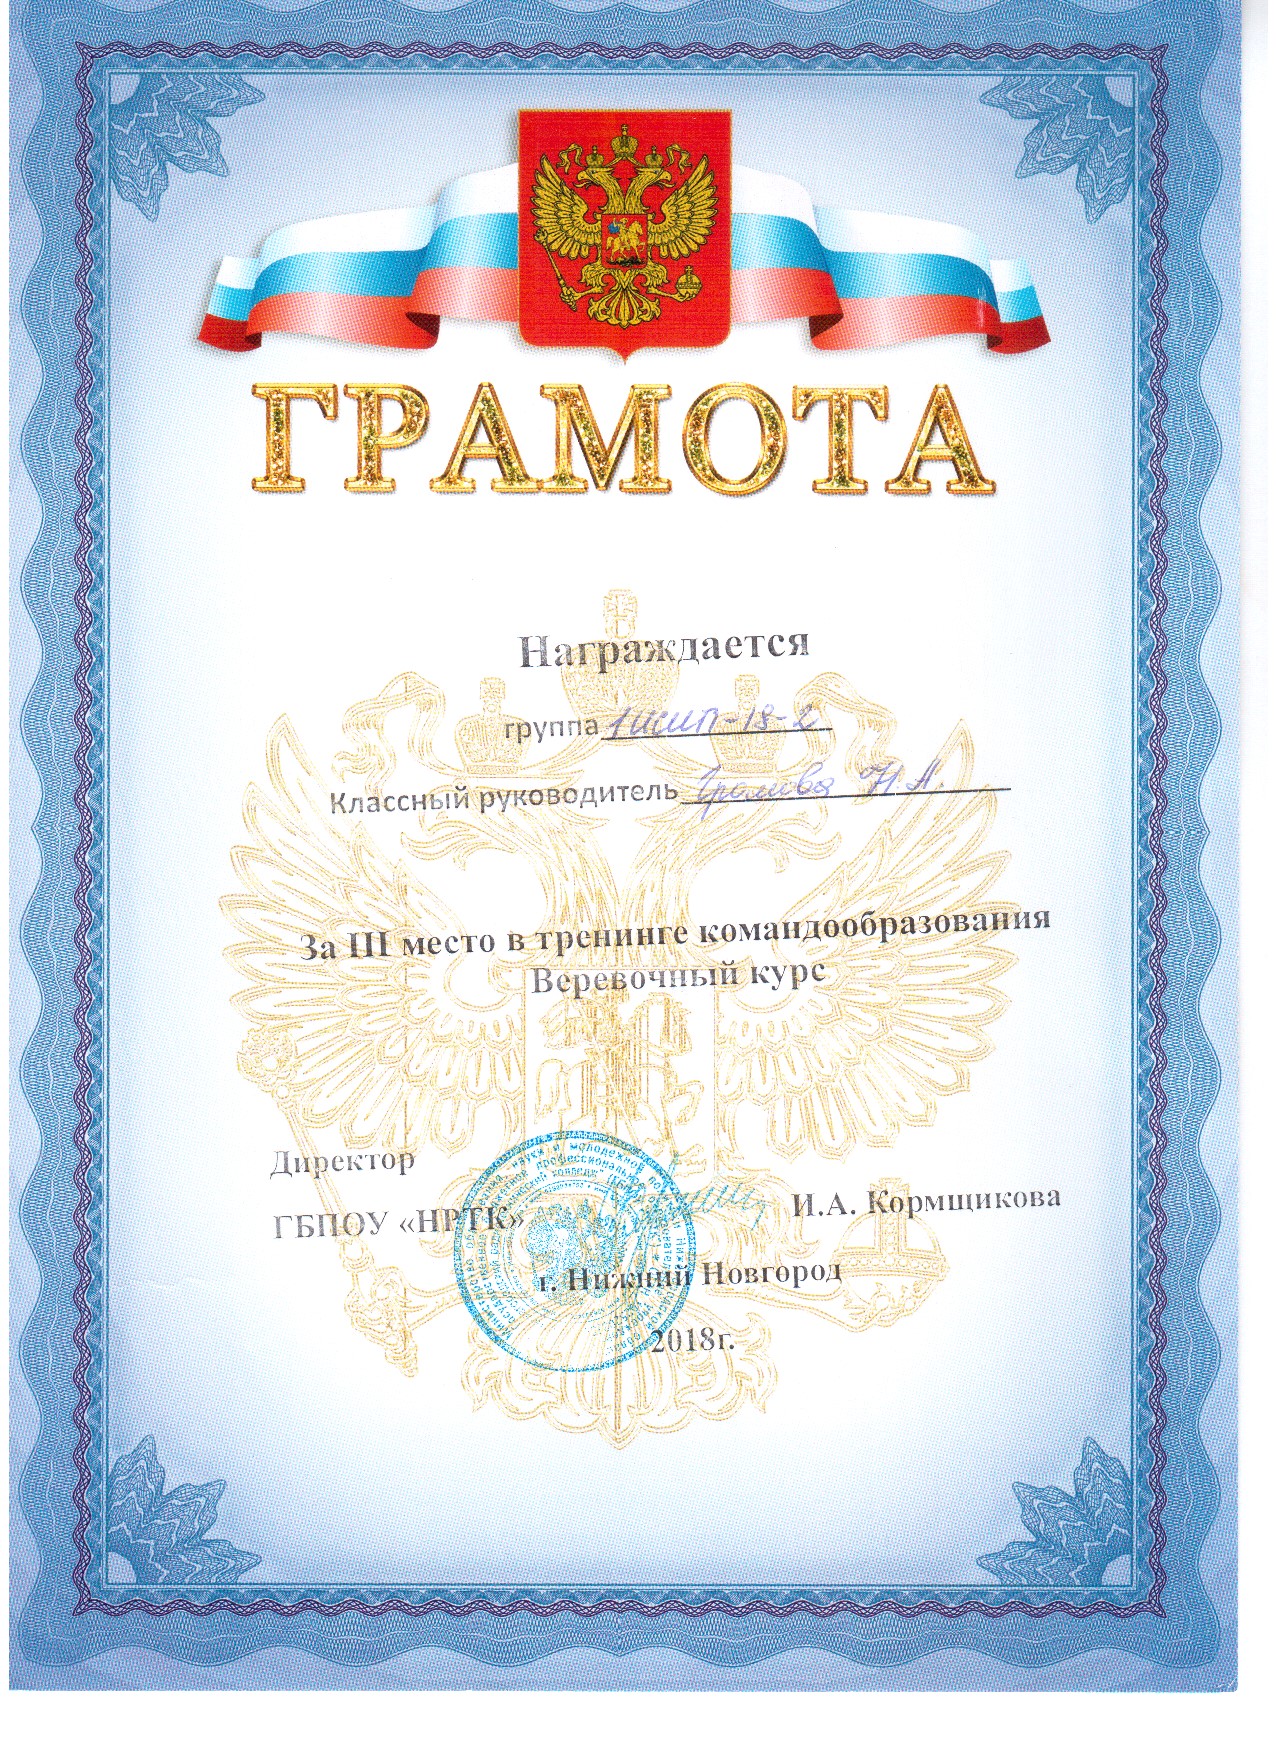 ГРАМОТА
Награждается
группа 1ИСИП-18-2
Классный руководитель Громова Н.А.
За III место в тренинге командообразования
Веревочный курс
Директор
ГБПОУ «НРТК» И.А. Кормщикова
г. Нижний Новгород
2018г.